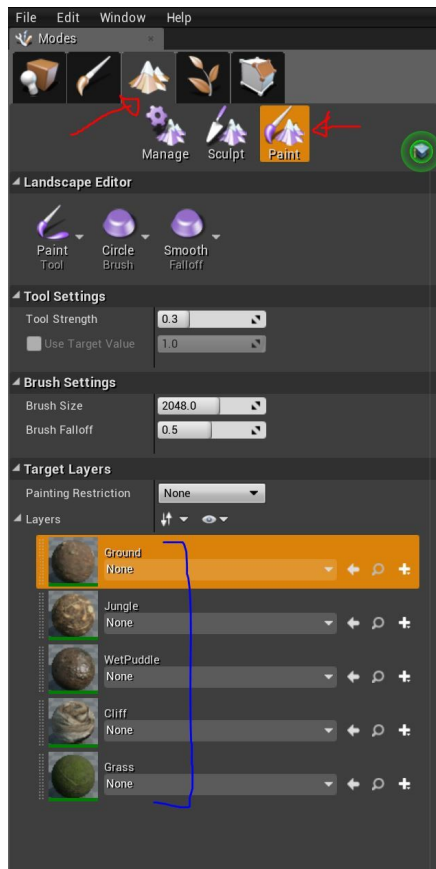 File Edit Window Help
Modes
Manage Sculpt Paint
Landscape Editor
Paint Circle Smooth
Tool Brush Falloff
Tool Settings
Tool Strength 0.3
Use Target Value 1.0
Brush Settings
Brush Size 2048.0
Brush Falloff 0.5
Target Layers
Painting Restriction None
Layers
Ground
None
Jungle
None
WetPuddle
None
Cliff
None
Grass
None